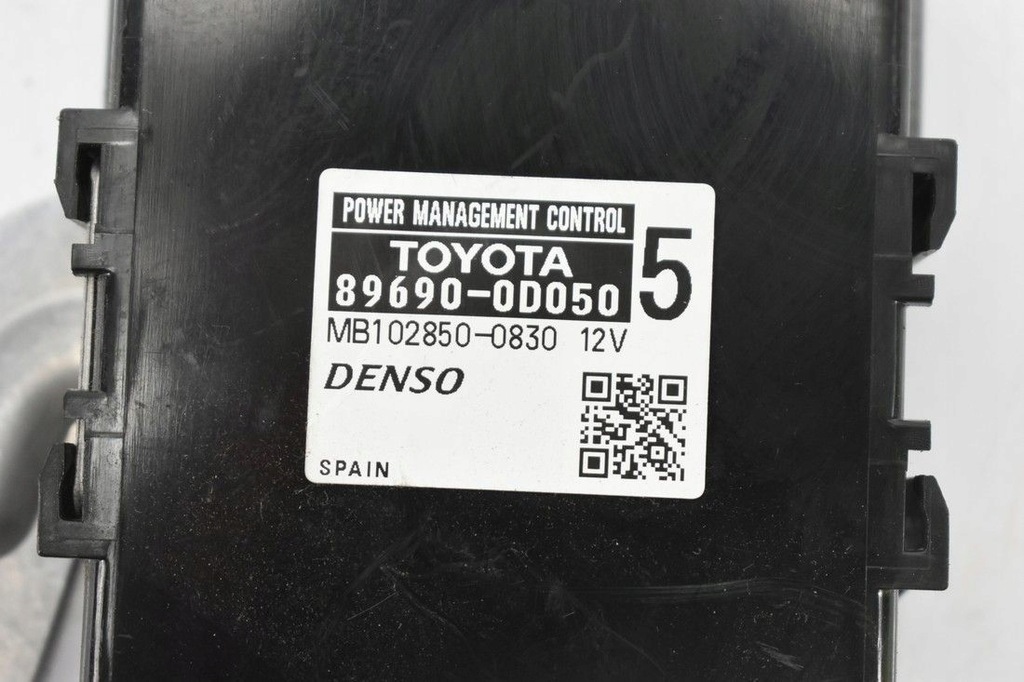 POWER MANAGEMENT CONTROL
TOYOTA
89690-0D050
5
MB102850-0830 12V
DENSO
SPAIN